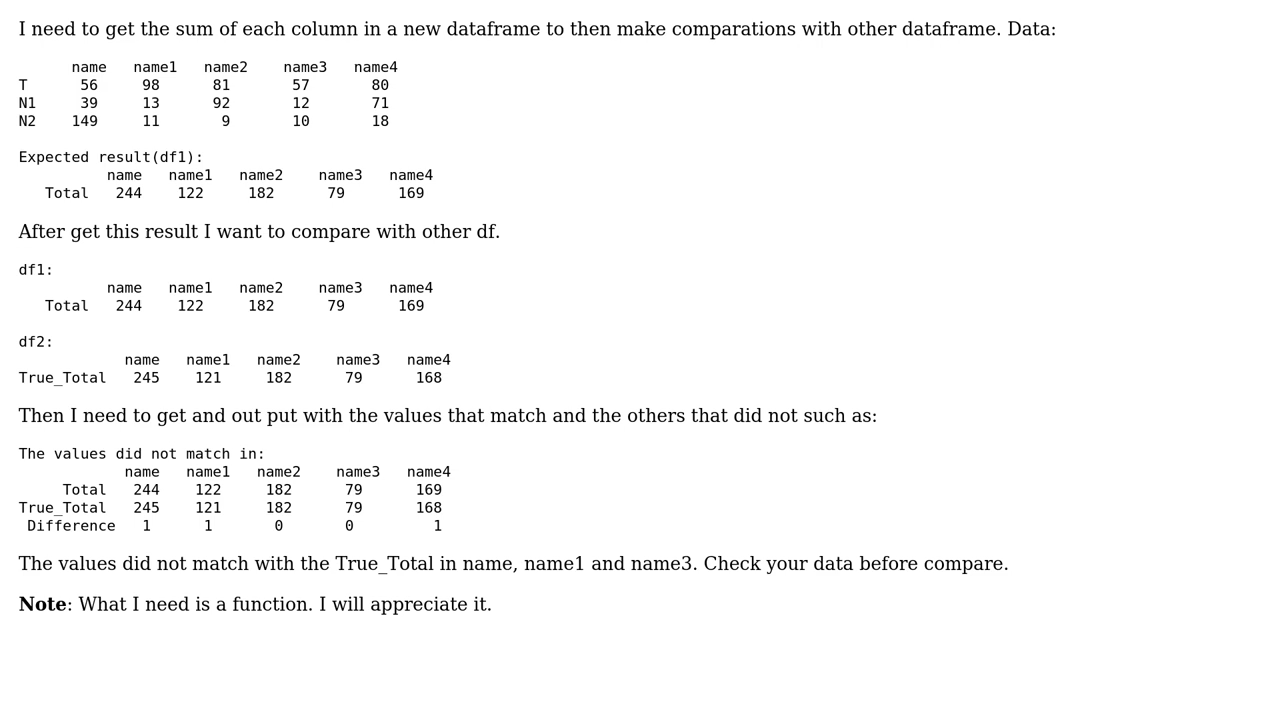 I need to get the sum of each column in a new dataframe to then make comparations with other dataframe. Data:
      name   name1   name2    name3   name4
T      56     98      81       57       80
N1     39     13      92       12       71
N2    149     11       9       10       18
Expected result(df1):
          name   name1   name2    name3   name4
   Total   244    122     182      79      169
After get this result I want to compare with other df.
df1:
          name   name1   name2    name3   name4
   Total   244    122     182      79      169
df2:
            name   name1   name2    name3   name4
True_Total   245    121     182      79      168
Then I need to get and out put with the values that match and the others that did not such as:
The values did not match in:
            name   name1   name2    name3   name4
     Total   244    122     182      79      169
True_Total   245    121     182      79      168
 Difference   1      1       0       0         1
The values did not match with the True_Total in name, name1 and name3. Check your data before compare.
Note: What I need is a function. I will appreciate it.